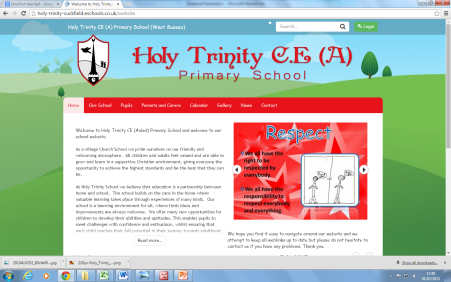 Welcome to Holy Trinity
holy-trinity-cuckfield.eschools.co.uk/website
Holy Trinity CE (A) Primary School (West Sussex)
Search...
Login
Holy Trinity C.E (A)
Primary School
Home Our School Pupils Parents and Carers Calendar Gallery News Contact
Welcome to Holy Trinity CE (Aided) Primary School and welcome to our
school website.
As a village Church School we pride ourselves on our friendly and
welcoming atmosphere. All children and adults feel valued and are able to
grow and learn in a supportive Christian environment, giving everyone the
opportunity to achieve the highest standards and be the best that they can
be.
At Holy Trinity School we believe that education is a partnership between
home and school. The school builds on the care in the home where
valuable learning takes place through experiences of many kinds. Our
school is a learning environment for all, where fresh ideas and
improvements are always welcome. We offer many rich opportunities for
children to develop their abilities and aptitudes. This enables pupils to
meet challenges with confidence and enthusiasm, whilst ensuring that
Read more...
Respect
We all have the
right to be
respected by
everybody.
We all have the
responsibility to
respect everybody
and everything.
We hope you find it easy to navigate around our website and we
attempt to keep all weblinks up to date but please do not hesitate to
contact us if you have any problems. Thank you.
Show all downloads...